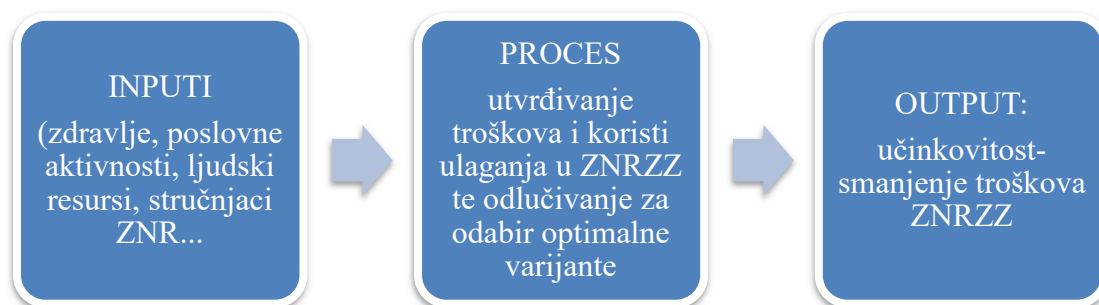 INPUTI
(zdravlje, poslovne
aktivnosti, ljudski
resursi, stručnjaci
ZNR...
PROCES
utvrđivanje
troškova i koristi
ulaganja u ZNRZZ
te odlučivanje za
odabir optimalne
varijante
OUTPUT:
učinkovitost-
smanjenje troškova
ZNRZZ